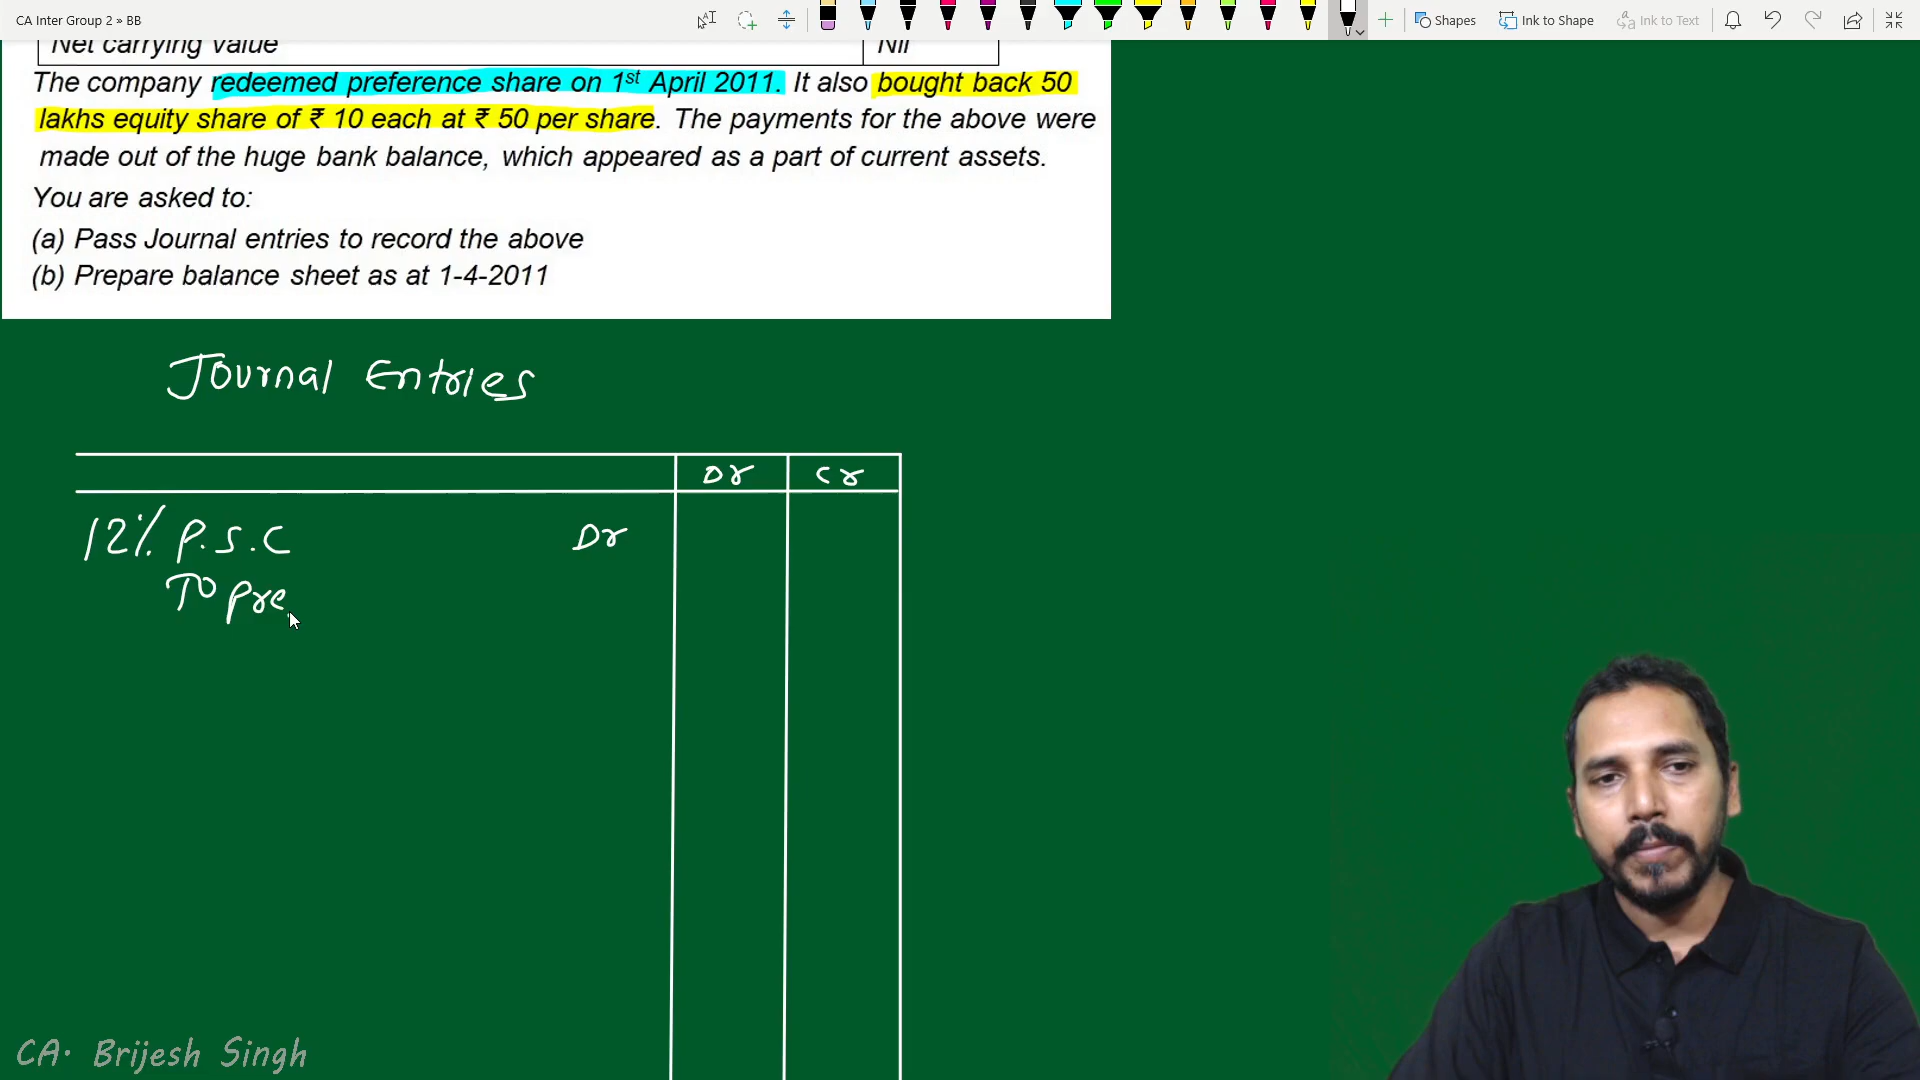 CA Inter Group 2 » BB
Shapes
Ink to Shape
Ink to Text
Net carrying value Nil
The company redeemed preference share on 1st April 2011. It also bought back 50
lakhs equity share of ₹ 10 each at ₹ 50 per share. The payments for the above were
made out of the huge bank balance, which appeared as a part of current assets.
You are asked to:
(a) Pass Journal entries to record the above
(b) Prepare balance sheet as at 1-4-2011
Journal Entries
Dr Cr
12% P.S.C Dr
To Pre
CA. Brijesh Singh